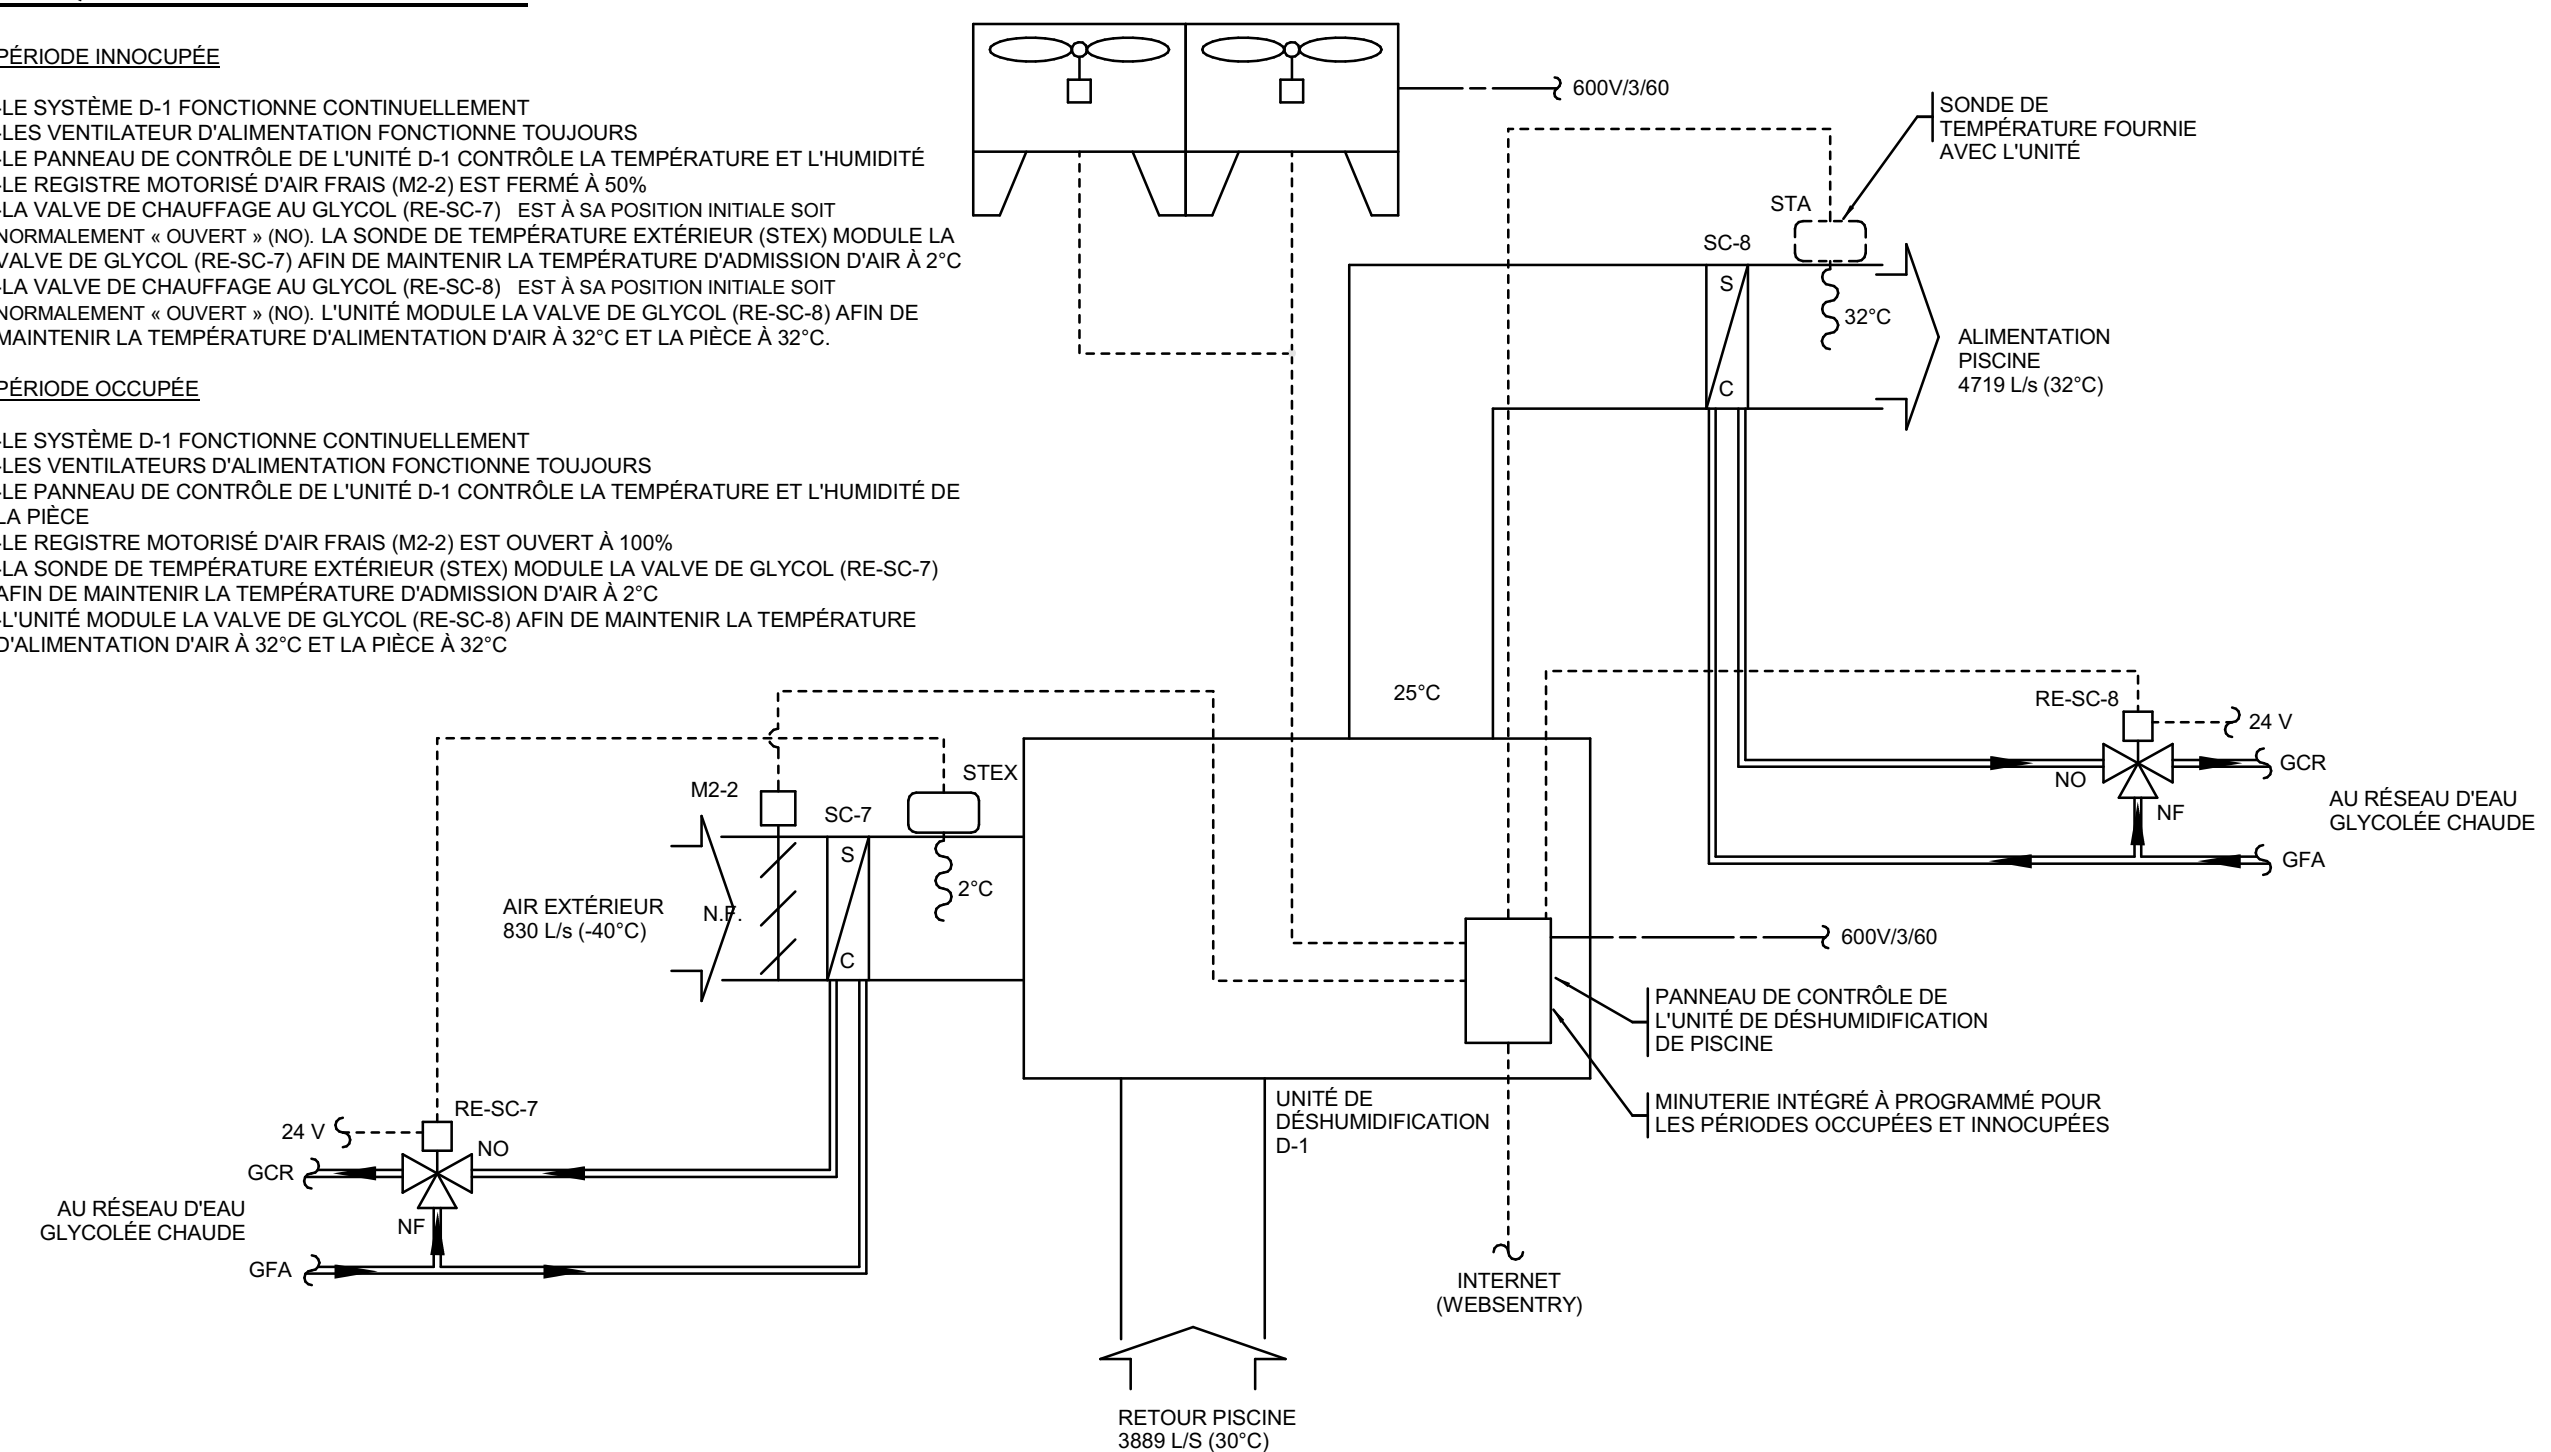 PÉRIODE INNOCUPÉE
-LE SYSTÈME D-1 FONCTIONNE CONTINUELLEMENT
-LES VENTILATEUR D'ALIMENTATION FONCTIONNE TOUJOURS
-LE PANNEAU DE CONTRÔLE DE L'UNITÉ D-1 CONTRÔLE LA TEMPÉRATURE ET L'HUMIDITÉ
-LE REGISTRE MOTORISÉ D'AIR FRAIS (M2-2) EST FERMÉ À 50%
-LA VALVE DE CHAUFFAGE AU GLYCOL (RE-SC-7) EST À SA POSITION INITIALE SOIT
NORMALEMENT « OUVERT » (NO). LA SONDE DE TEMPÉRATURE EXTÉRIEUR (STEX) MODULE LA
VALVE DE GLYCOL (RE-SC-7) AFIN DE MAINTENIR LA TEMPÉRATURE D'ADMISSION D'AIR À 2°C
-LA VALVE DE CHAUFFAGE AU GLYCOL (RE-SC-8) EST À SA POSITION INITIALE SOIT
NORMALEMENT « OUVERT » (NO). L'UNITÉ MODULE LA VALVE DE GLYCOL (RE-SC-8) AFIN DE
MAINTENIR LA TEMPÉRATURE D'ALIMENTATION D'AIR À 32°C ET LA PIÈCE À 32°C.
PÉRIODE OCCUPÉE
-LE SYSTÈME D-1 FONCTIONNE CONTINUELLEMENT
-LES VENTILATEURS D'ALIMENTATION FONCTIONNE TOUJOURS
-LE PANNEAU DE CONTRÔLE DE L'UNITÉ D-1 CONTRÔLE LA TEMPÉRATURE ET L'HUMIDITÉ DE
LA PIÈCE
-LE REGISTRE MOTORISÉ D'AIR FRAIS (M2-2) EST OUVERT À 100%
-LA SONDE DE TEMPÉRATURE EXTÉRIEUR (STEX) MODULE LA VALVE DE GLYCOL (RE-SC-7)
AFIN DE MAINTENIR LA TEMPÉRATURE D'ADMISSION D'AIR À 2°C
-L'UNITÉ MODULE LA VALVE DE GLYCOL (RE-SC-8) AFIN DE MAINTENIR LA TEMPÉRATURE
D'ALIMENTATION D'AIR À 32°C ET LA PIÈCE À 32°C
600V/3/60
SONDE DE
TEMPÉRATURE FOURNIE
AVEC L'UNITÉ
STA
SC-8
S
C
32°C
ALIMENTATION
PISCINE
4719 L/s (32°C)
25°C
RE-SC-8
24 V
GCR
NO
NF
AU RÉSEAU D'EAU
GLYCOLÉE CHAUDE
GFA
M2-2
SC-7
STEX
S
C
2°C
N.F.
AIR EXTÉRIEUR
830 L/s (-40°C)
600V/3/60
PANNEAU DE CONTRÔLE DE
L'UNITÉ DE DÉSHUMIDIFICATION
DE PISCINE
MINUTERIE INTÉGRÉ À PROGRAMMÉ POUR
LES PÉRIODES OCCUPÉES ET INNOCUPÉES
UNITÉ DE
DÉSHUMIDIFICATION
D-1
RE-SC-7
24 V
NO
GCR
NF
AU RÉSEAU D'EAU
GLYCOLÉE CHAUDE
GFA
INTERNET
(WEBSENTRY)
RETOUR PISCINE
3889 L/S (30°C)